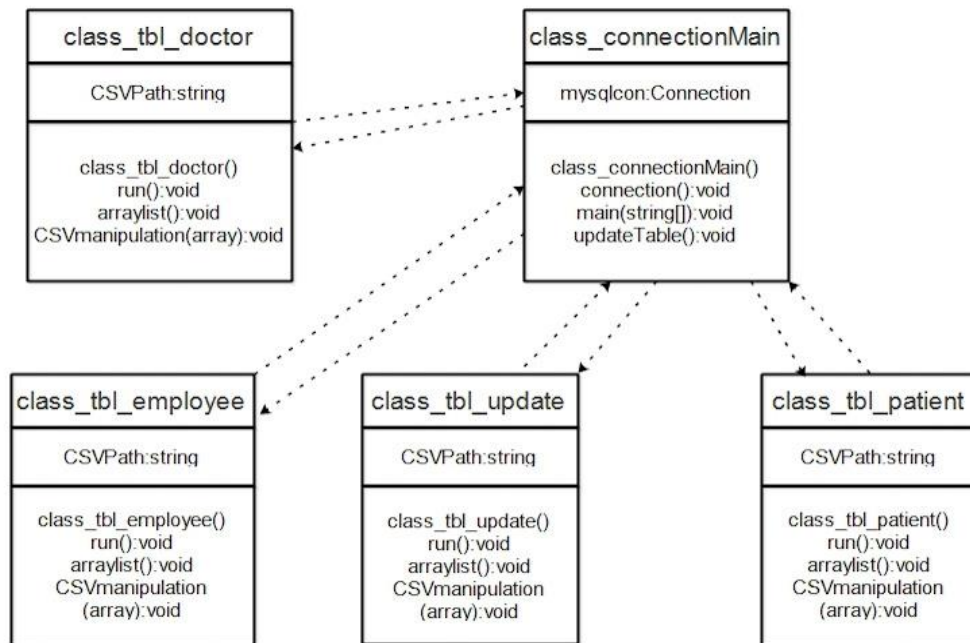 class_tbl_doctor
CSVPath:string
class_tbl_doctor()
run():void
arraylist():void
CSVmanipulation(array):void
class_connectionMain
mysqlcon:Connection
class_connectionMain()
connection():void
main(string[]):void
updateTable():void
class_tbl_employee
CSVPath:string
class_tbl_employee()
run():void
arraylist():void
CSVmanipulation
(array):void
class_tbl_update
CSVPath:string
class_tbl_update()
run():void
arraylist():void
CSVmanipulation
(array):void
class_tbl_patient
CSVPath:string
class_tbl_patient()
run():void
arraylist():void
CSVmanipulation
(array):void